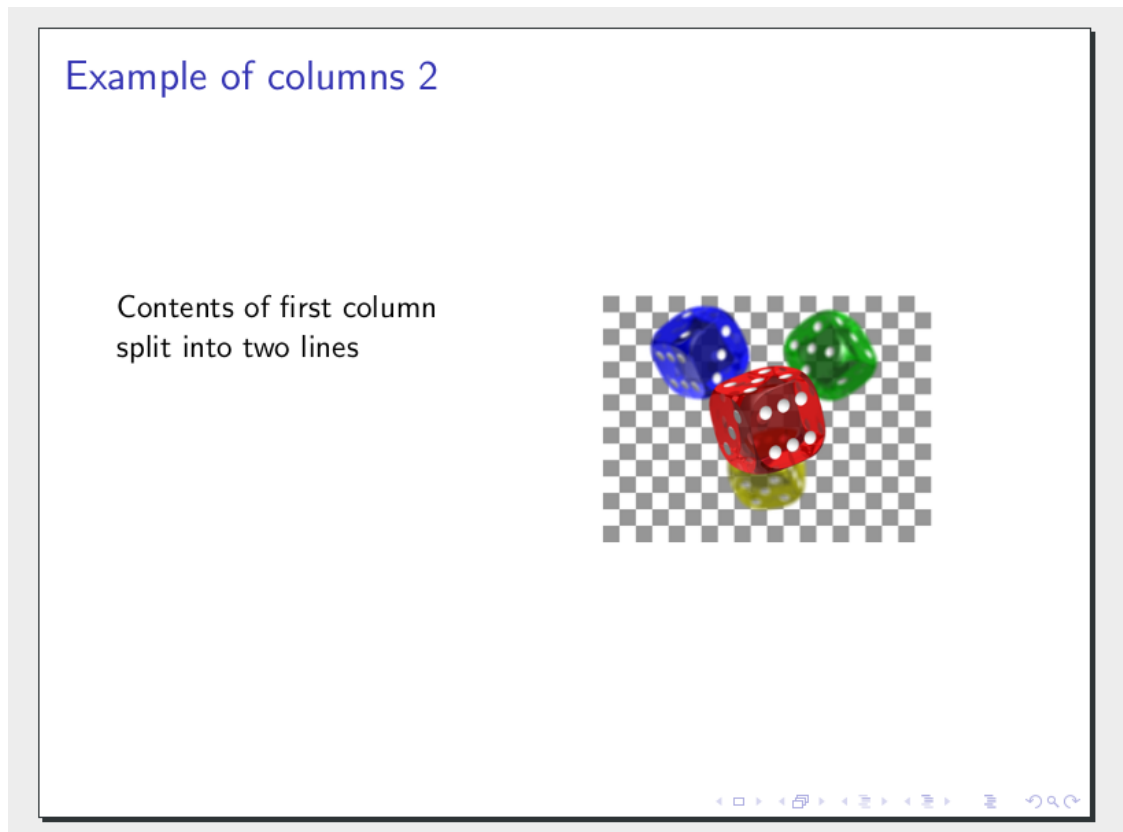 Example of columns 2
Contents of first column
split into two lines